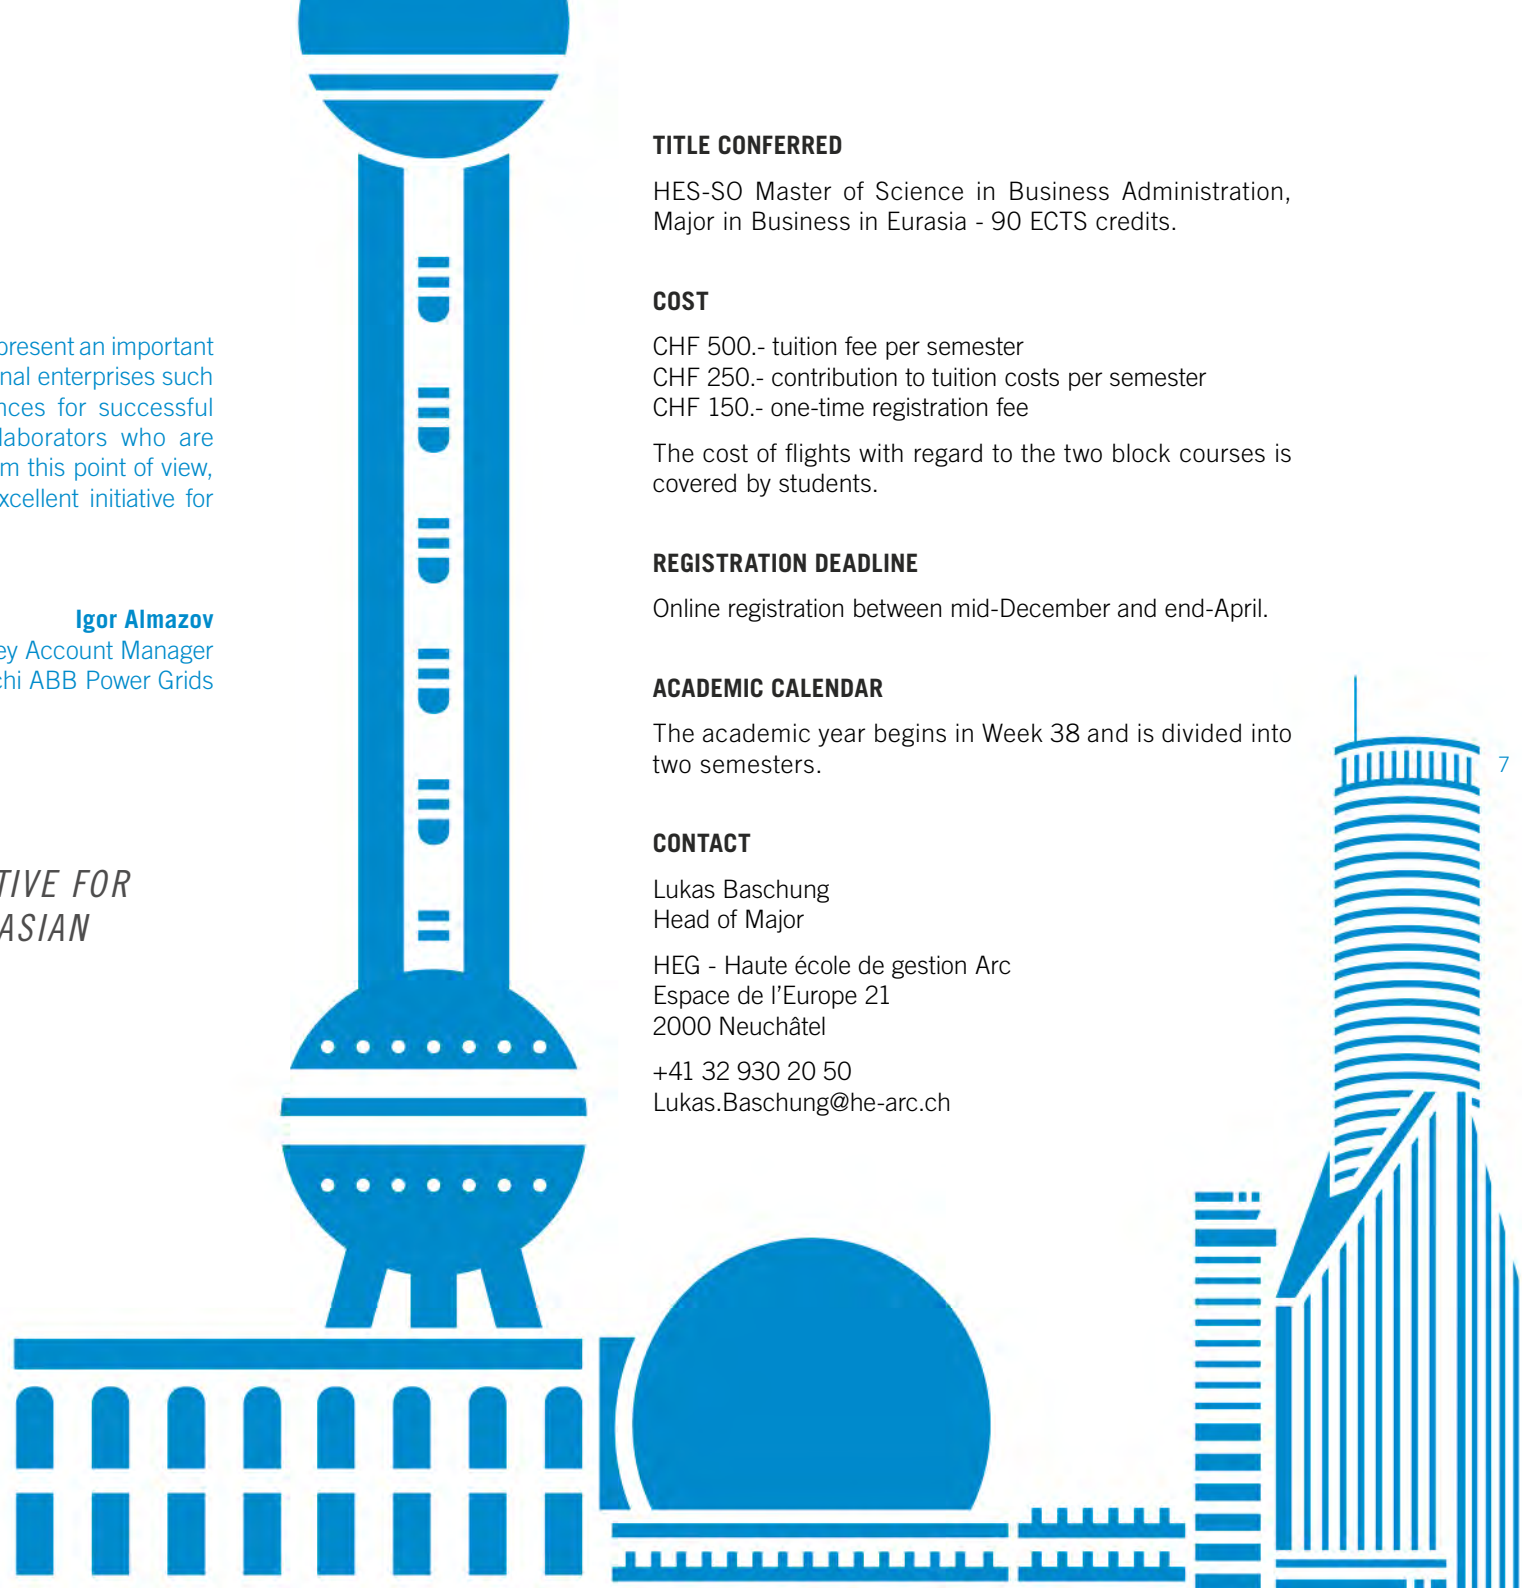 present an important
nal enterprises such
nces for successful
laborators who are
m this point of view,
xcellent initiative for
Igor Almazov
ey Account Manager
chi ABB Power Grids
TIVE FOR
ASIAN
TITLE CONFERRED
HES-SO Master of Science in Business Administration,
Major in Business in Eurasia - 90 ECTS credits.
COST
CHF 500.- tuition fee per semester
CHF 250.- contribution to tuition costs per semester
CHF 150.- one-time registration fee
The cost of flights with regard to the two block courses is
covered by students.
REGISTRATION DEADLINE
Online registration between mid-December and end-April.
ACADEMIC CALENDAR
The academic year begins in Week 38 and is divided into
two semesters.
CONTACT
Lukas Baschung
Head of Major
HEG - Haute école de gestion Arc
Espace de l'Europe 21
2000 Neuchâtel
+41 32 930 20 50
Lukas.Baschung@he-arc.ch
7